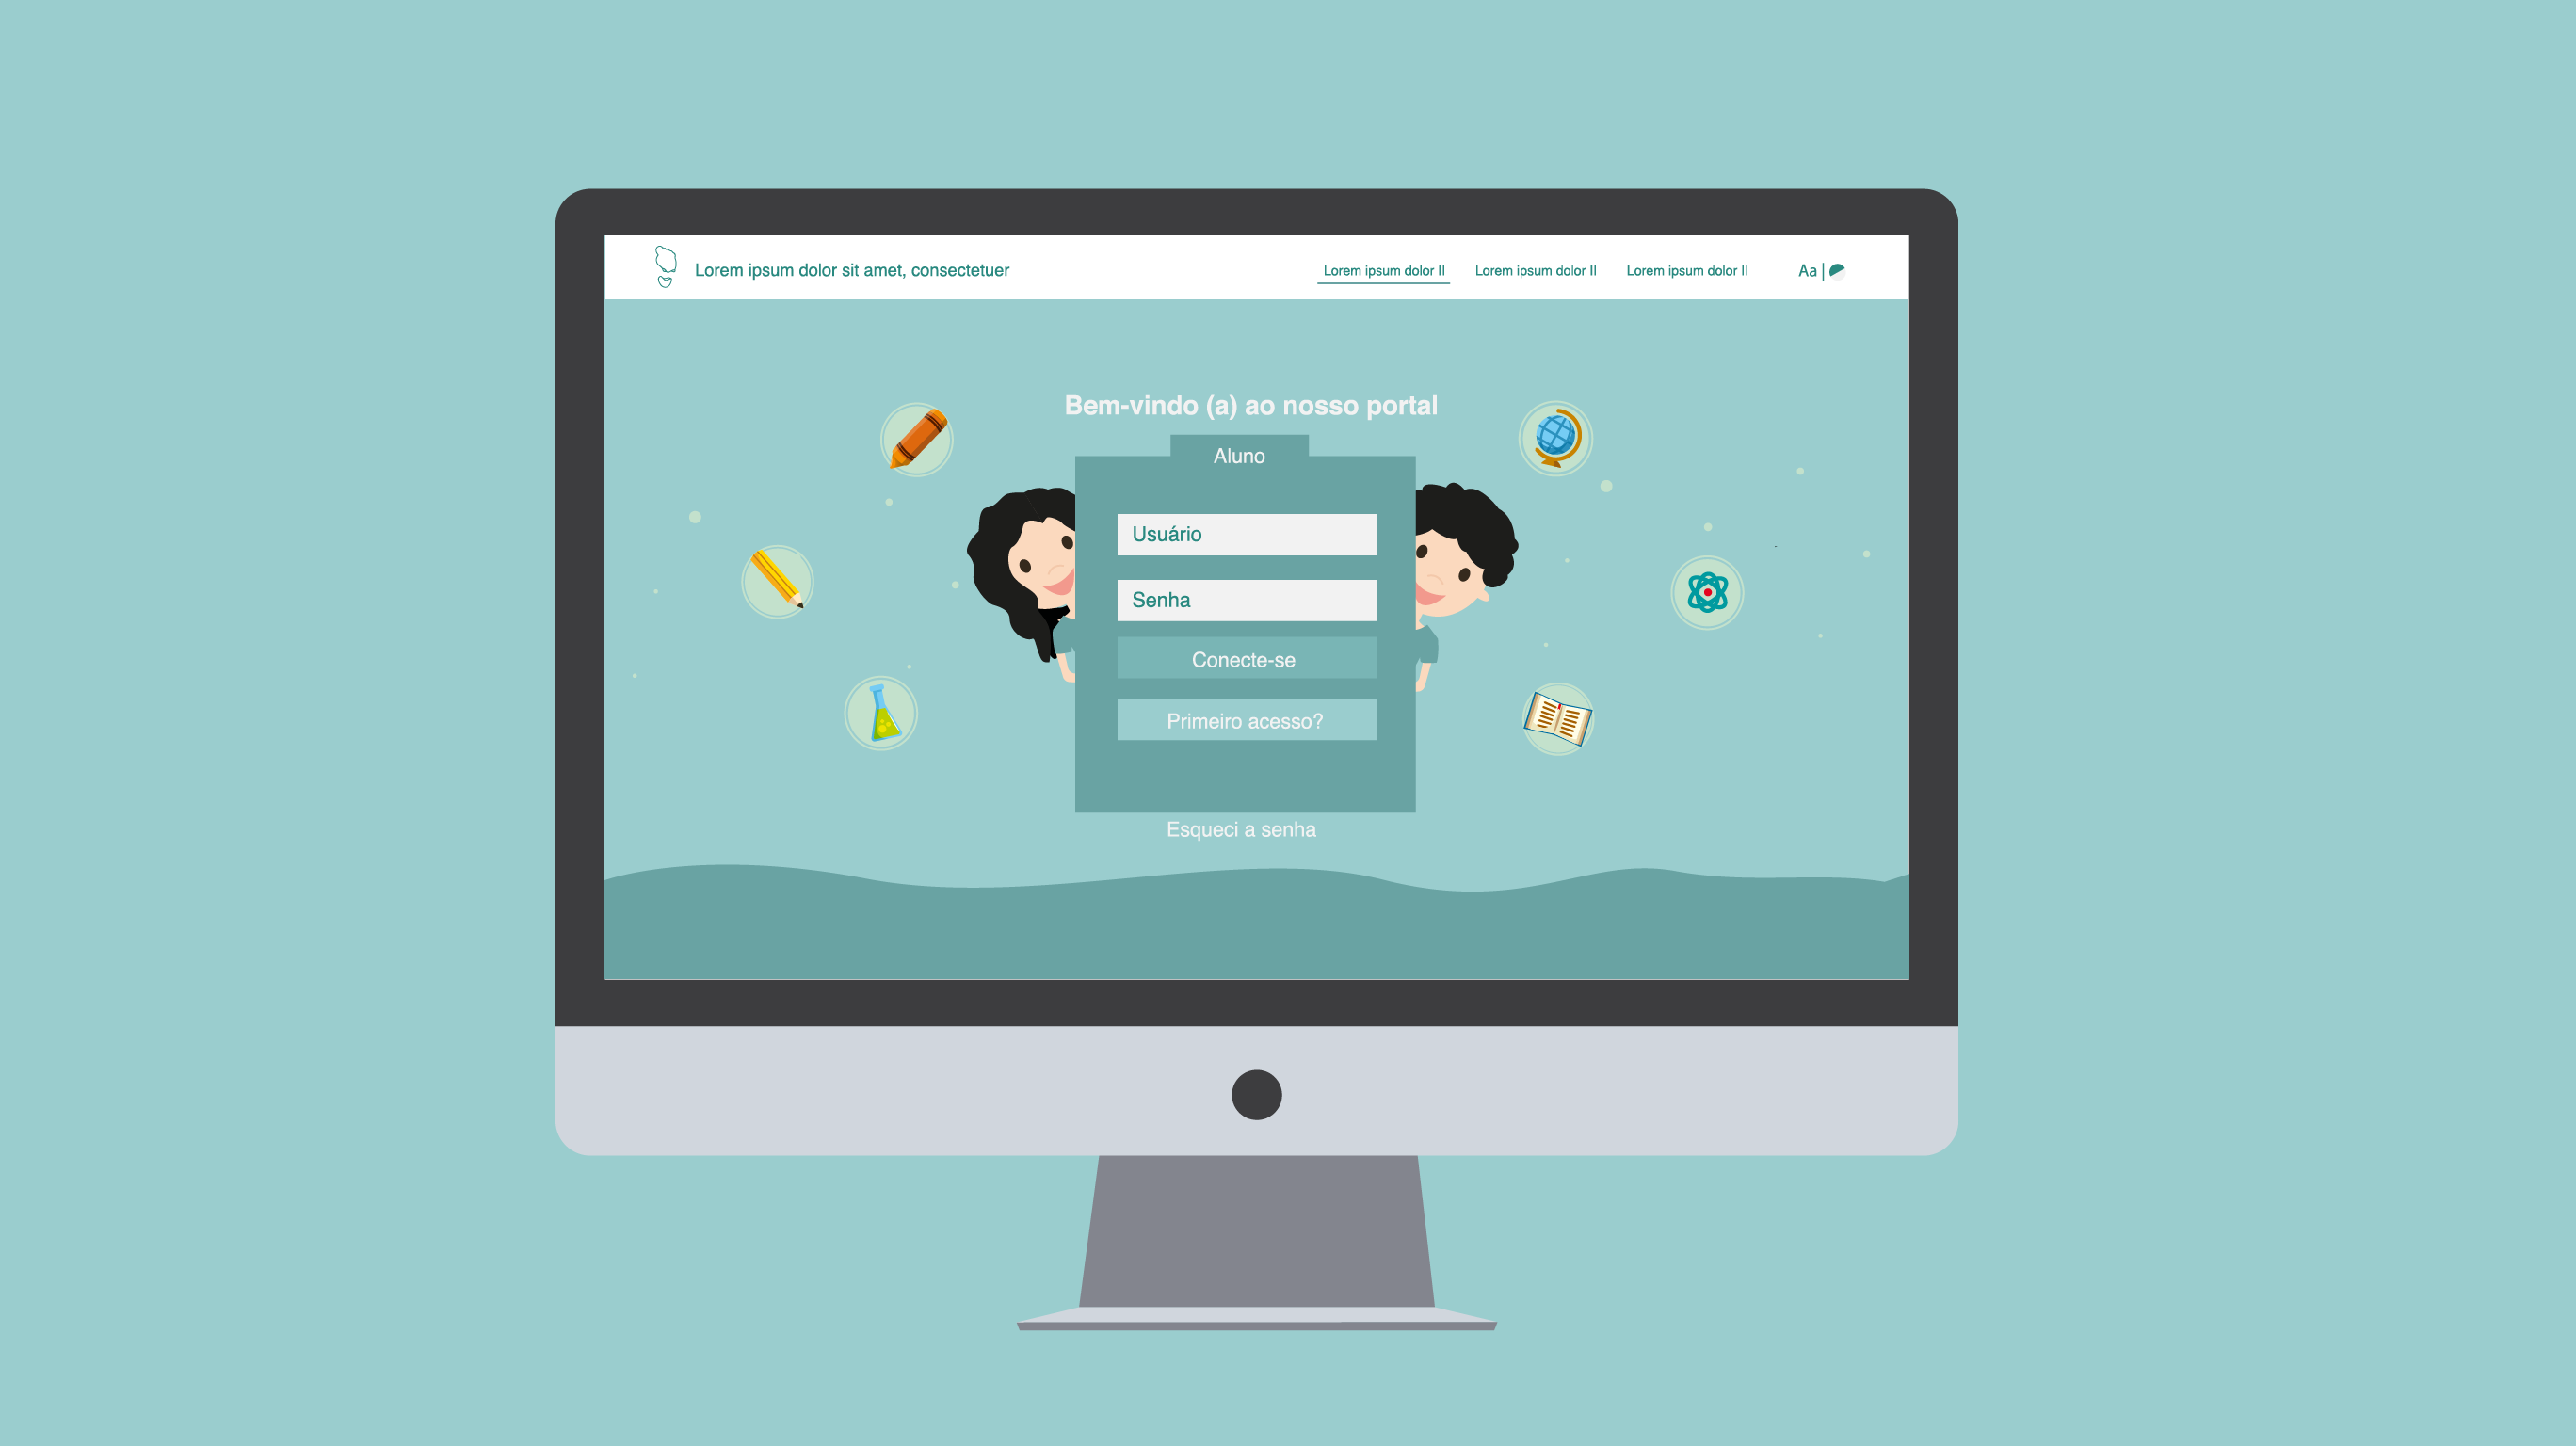 Lorem ipsum dolor sit amet, consectetuer
Lorem ipsum dolor II
Lorem ipsum dolor II
Lorem ipsum dolor II
Aa |
Bem-vindo (a) ao nosso portal
Aluno
Usuário
Senha
Conecte-se
Primeiro acesso?
Esqueci a senha